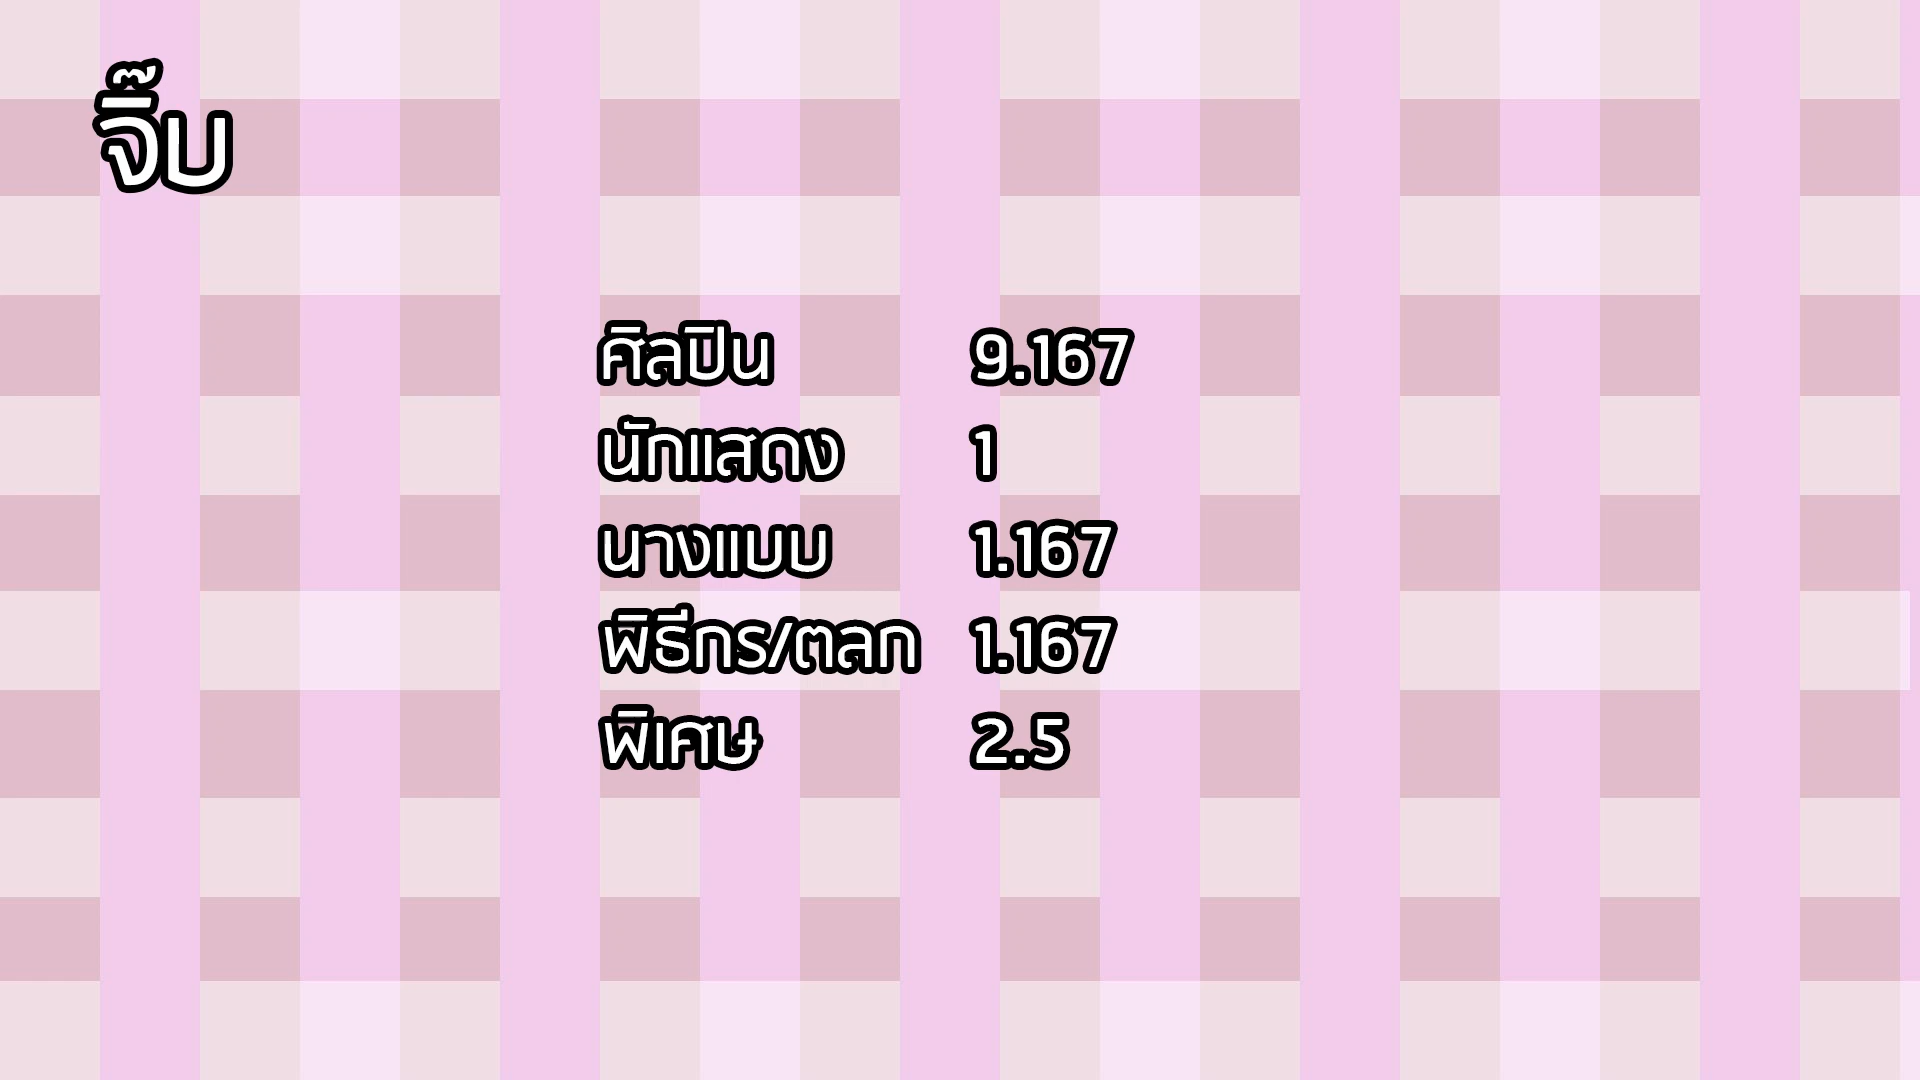 จิ๊บ
ศิลปิน 9.167
นักแสดง 1
นางแบบ 1.167
พิธีกร/ตลก 1.167
พิเศษ 2.5